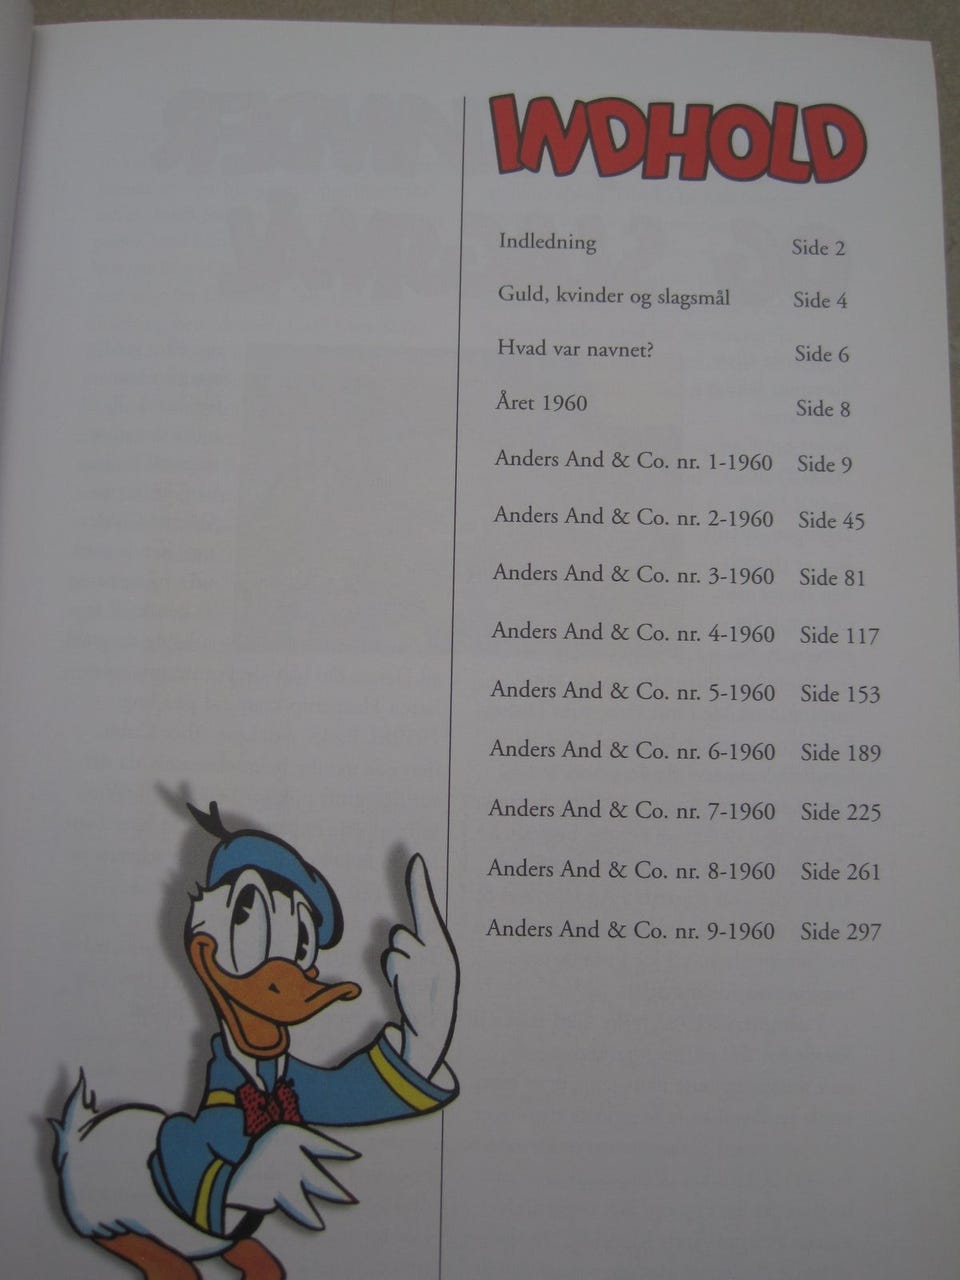 INDHOLD
Indledning Side 2
Guld, kvinder og slagsmål Side 4
Hvad var navnet? Side 6
Året 1960 Side 8
Anders And & Co. nr. 1-1960 Side 9
Anders And & Co. nr. 2-1960 Side 45
Anders And & Co. nr. 3-1960 Side 81
Anders And & Co. nr. 4-1960 Side 117
Anders And & Co. nr. 5-1960 Side 153
Anders And & Co. nr. 6-1960 Side 189
Anders And & Co. nr. 7-1960 Side 225
Anders And & Co. nr. 8-1960 Side 261
Anders And & Co. nr. 9-1960 Side 297